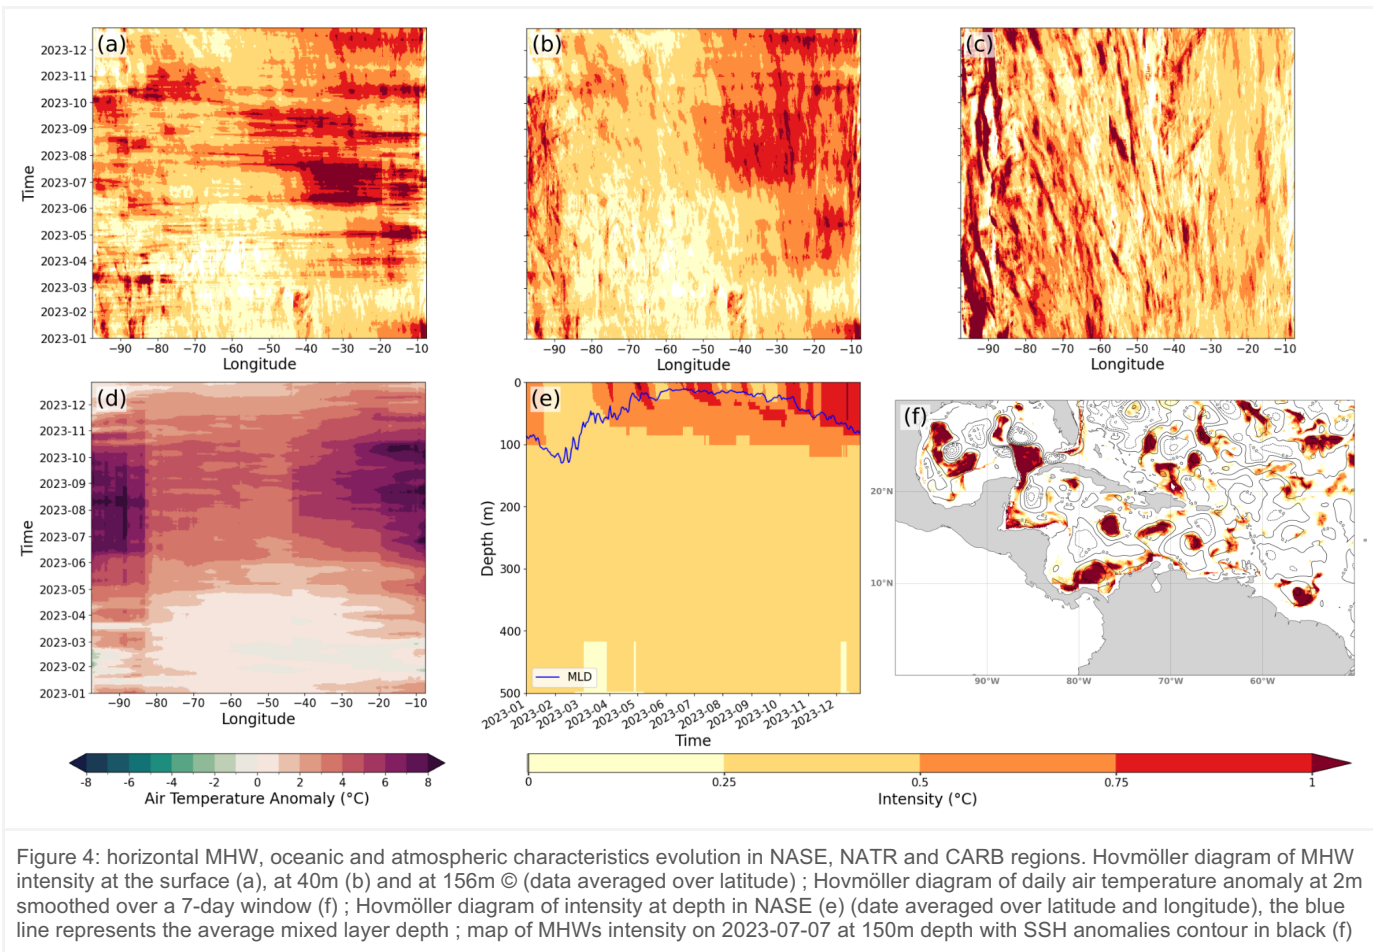 (a)
2023-12
2023-11
2023-10
2023-09
2023-08
2023-07
2023-06
2023-05
2023-04
2023-03
2023-02
2023-01
Time
−90 −80 −70 −60 −50 −40 −30 −20 −10
Longitude
(b)
−90 −80 −70 −60 −50 −40 −30 −20 −10
Longitude
(c)
−90 −80 −70 −60 −50 −40 −30 −20 −10
Longitude
(d)
2023-12
2023-11
2023-10
2023-09
2023-08
2023-07
2023-06
2023-05
2023-04
2023-03
2023-02
2023-01
Time
−90 −80 −70 −60 −50 −40 −30 −20 −10
Longitude
(e)
0
100
200
300
400
500
Depth (m)
MLD
2023-01 2023-02 2023-03 2023-04 2023-05 2023-06 2023-07 2023-08 2023-09 2023-10 2023-11 2023-12
Time
(f)
20°N
10°N
90°W 80°W 70°W 60°W
-8 -6 -4 -2 0 2 4 6 8
Air Temperature Anomaly (°C)
0 0.25 0.5 0.75 1
Intensity (°C)
Figure 4: horizontal MHW, oceanic and atmospheric characteristics evolution in NASE, NATR and CARB regions. Hovmöller diagram of MHW
intensity at the surface (a), at 40m (b) and at 156m © (data averaged over latitude) ; Hovmöller diagram of daily air temperature anomaly at 2m
smoothed over a 7-day window (f) ; Hovmöller diagram of intensity at depth in NASE (e) (date averaged over latitude and longitude), the blue
line represents the average mixed layer depth ; map of MHWs intensity on 2023-07-07 at 150m depth with SSH anomalies contour in black (f)